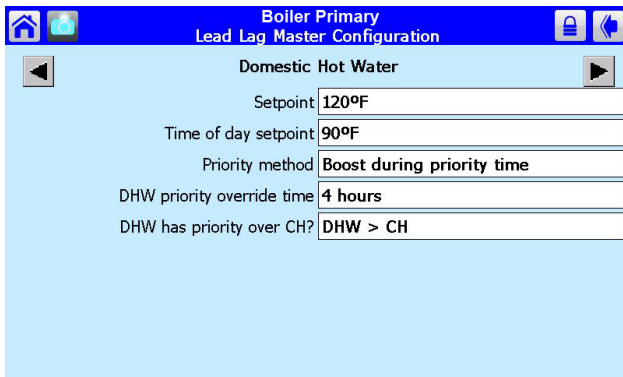 Boiler Primary
Lead Lag Master Configuration
Domestic Hot Water
Setpoint 120ºF
Time of day setpoint 90ºF
Priority method Boost during priority time
DHW priority override time 4 hours
DHW has priority over CH? DHW > CH